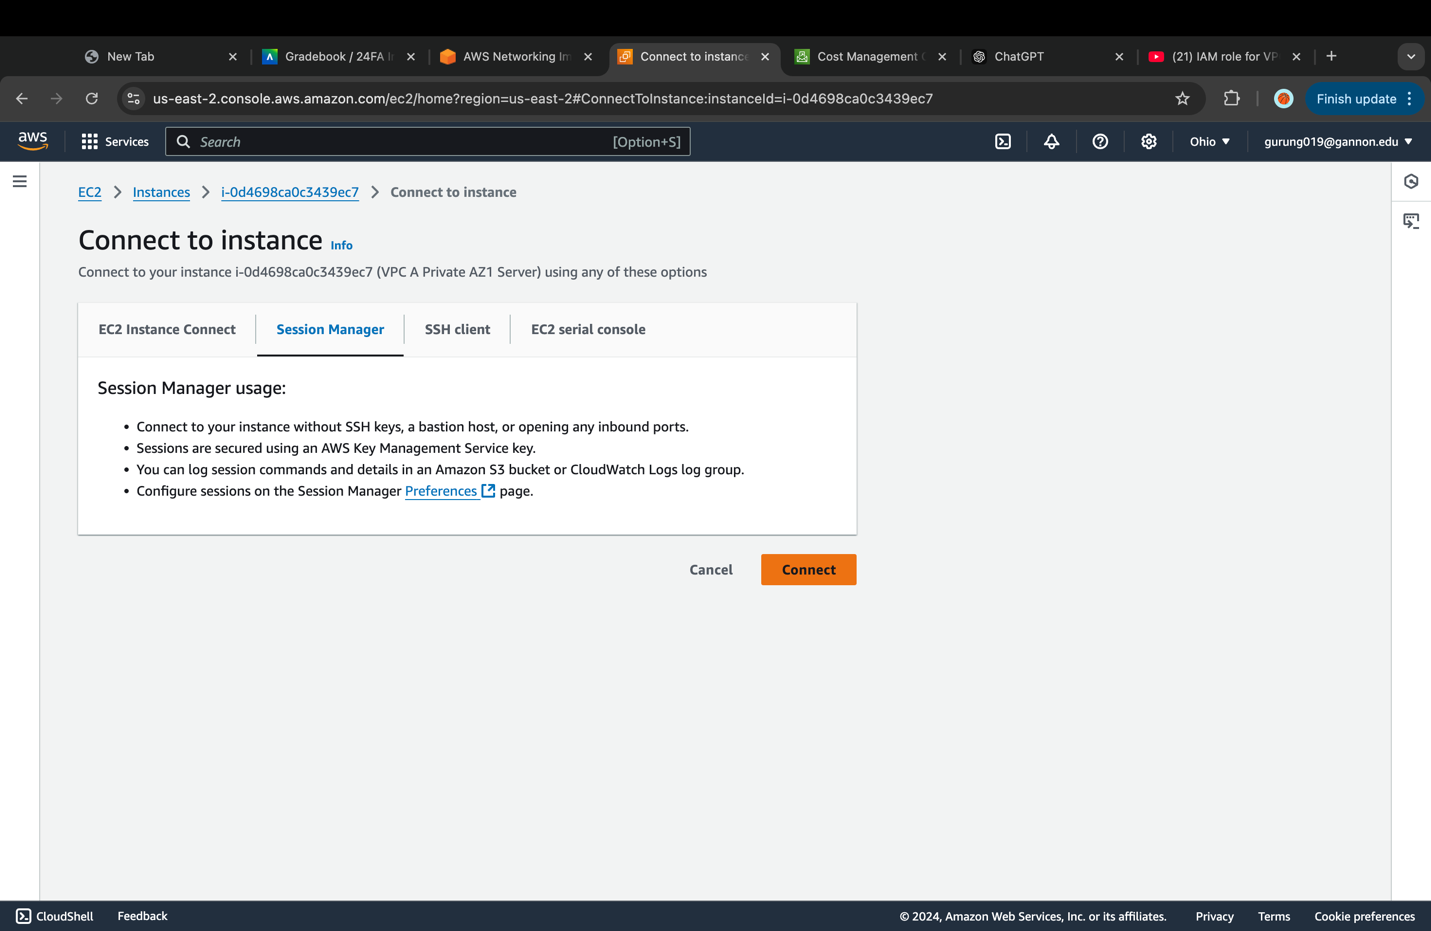 New Tab
Gradebook / 24FA I
AWS Networking Im
Connect to instance
Cost Management
ChatGPT
(21) IAM role for VP
us-east-2.console.aws.amazon.com/ec2/home?region=us-east-2#ConnectToInstance:instanceId=i-0d4698ca0c3439ec7
Finish update
aws
Services
Search
[Option+S]
Ohio
gurung019@gannon.edu
EC2 > Instances > i-0d4698ca0c3439ec7 > Connect to instance
Connect to instance Info
Connect to your instance i-0d4698ca0c3439ec7 (VPC A Private AZ1 Server) using any of these options
EC2 Instance Connect
Session Manager
SSH client
EC2 serial console
Session Manager usage:
• Connect to your instance without SSH keys, a bastion host, or opening any inbound ports.
• Sessions are secured using an AWS Key Management Service key.
• You can log session commands and details in an Amazon S3 bucket or CloudWatch Logs log group.
• Configure sessions on the Session Manager Preferences page.
Cancel
Connect
CloudShell
Feedback
© 2024, Amazon Web Services, Inc. or its affiliates.
Privacy
Terms
Cookie preferences